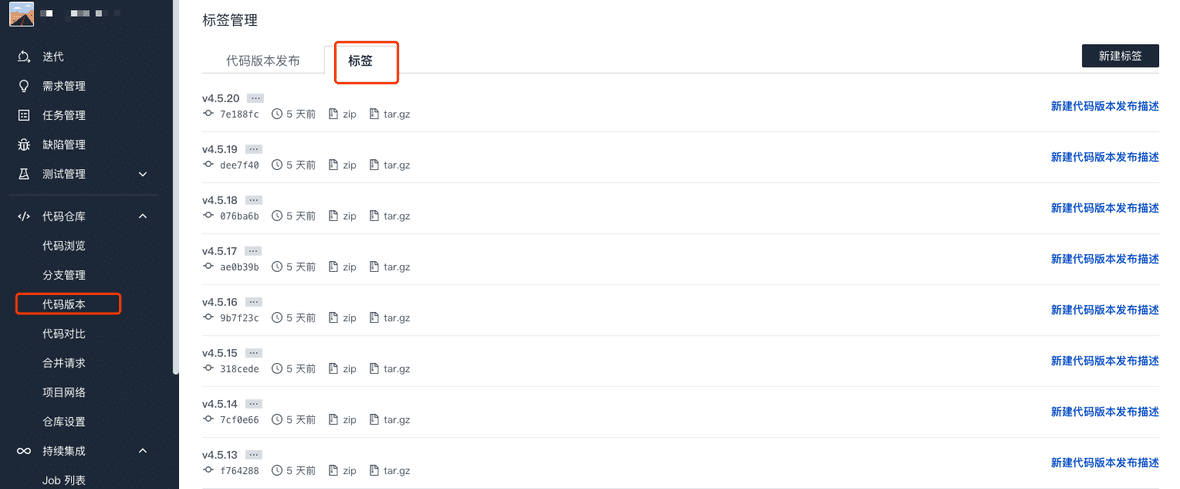 迭代
需求管理
任务管理
缺陷管理
测试管理
代码仓库
代码浏览
分支管理
代码版本
代码对比
合并请求
项目网络
仓库设置
持续集成
Job 列表
标签管理
代码版本发布 标签 新建标签
v4.5.20 ...
7e188fc 5 天前 zip tar.gz 新建代码版本发布描述
v4.5.19 ...
dee7f40 5 天前 zip tar.gz 新建代码版本发布描述
v4.5.18 ...
076ba6b 5 天前 zip tar.gz 新建代码版本发布描述
v4.5.17 ...
ae0b39b 5 天前 zip tar.gz 新建代码版本发布描述
v4.5.16 ...
9b7f23c 5 天前 zip tar.gz 新建代码版本发布描述
v4.5.15 ...
318cede 5 天前 zip tar.gz 新建代码版本发布描述
v4.5.14 ...
7cf0e66 5 天前 zip tar.gz 新建代码版本发布描述
v4.5.13 ...
f764288 5 天前 zip tar.gz 新建代码版本发布描述